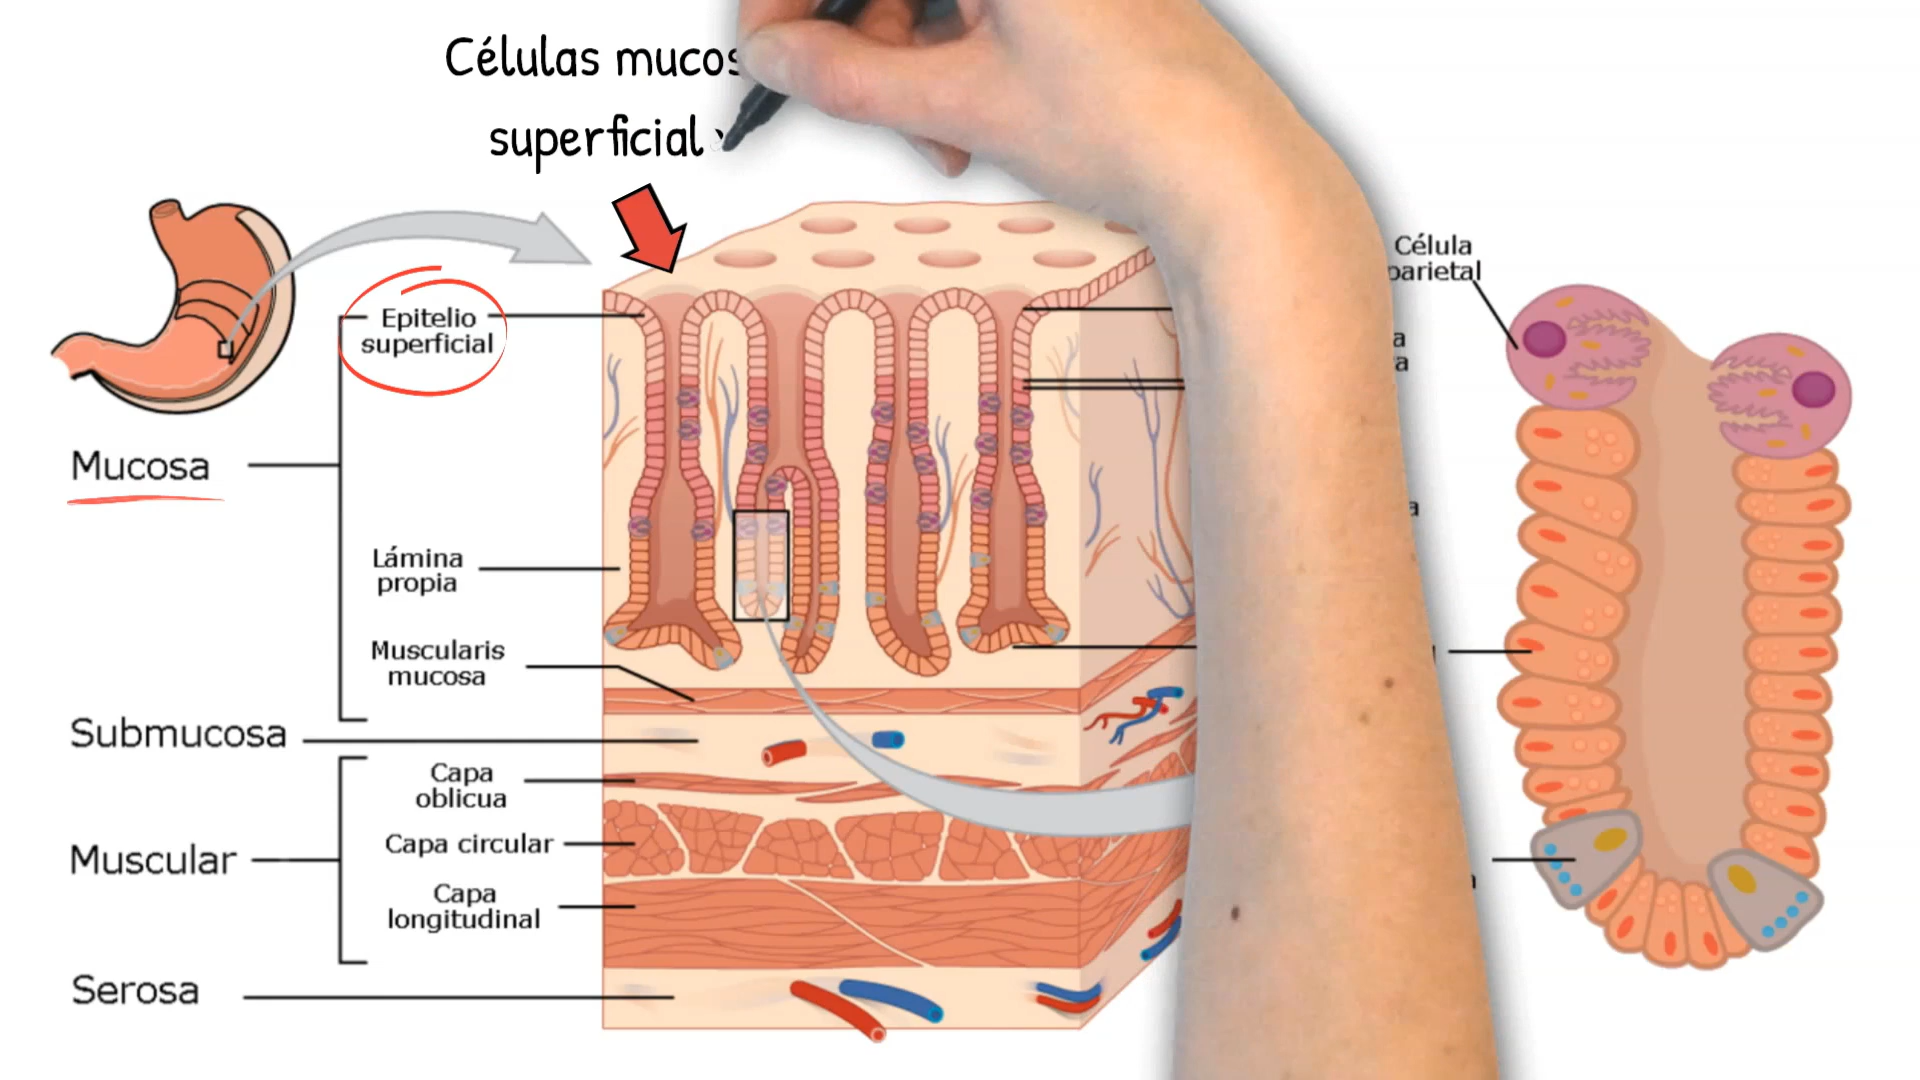 Células
superficial
Epitelio
superficial
Mucosa
Lámina
propia
Muscularis
mucosa
Submucosa
Capa
oblicua
Muscular
Capa circular
Capa
longitudinal
Serosa
Célula
parietal